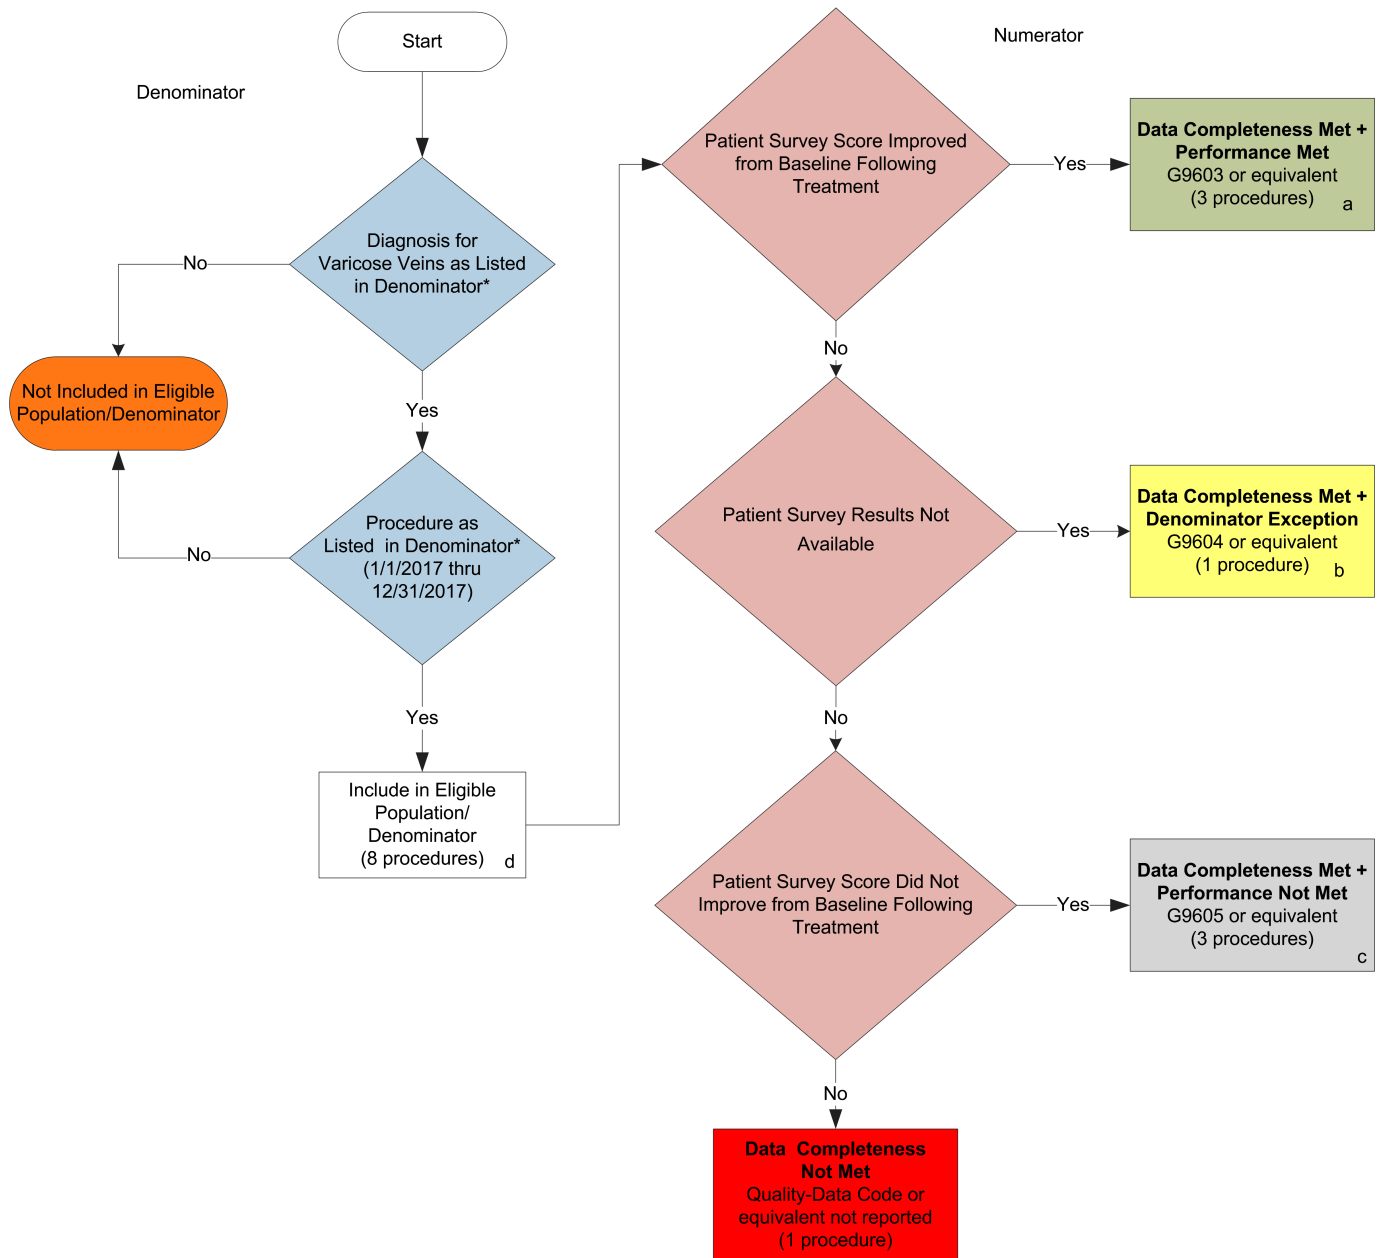 Start
Denominator
Diagnosis for
Varicose Veins as Listed
in Denominator*
No
Not Included in Eligible
Population/Denominator
Yes
Procedure as
Listed in Denominator*
(1/1/2017 thru
12/31/2017)
No
Yes
Include in Eligible
Population/
Denominator
(8 procedures)
d
Numerator
Patient Survey Score Improved
from Baseline Following
Treatment
Yes
Data Completeness Met +
Performance Met
G9603 or equivalent
(3 procedures)
a
No
Patient Survey Results Not
Available
Yes
Data Completeness Met +
Denominator Exception
G9604 or equivalent
(1 procedure)
b
No
Patient Survey Score Did Not
Improve from Baseline Following
Treatment
Yes
Data Completeness Met +
Performance Not Met
G9605 or equivalent
(3 procedures)
c
No
Data Completeness
Not Met
Quality-Data Code or
equivalent not reported
(1 procedure)